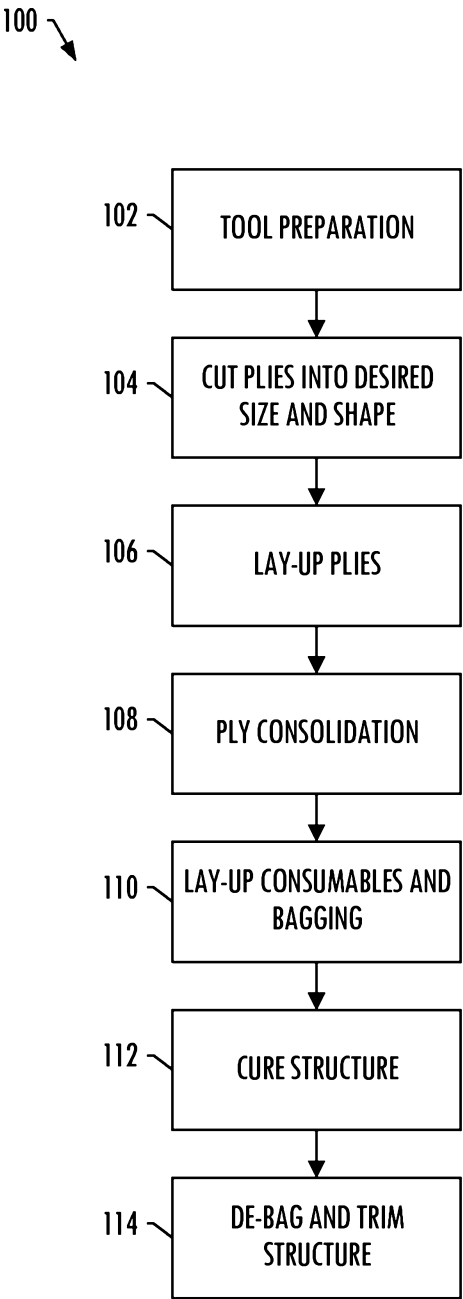 100
102
TOOL PREPARATION
104
CUT PLIES INTO DESIRED
SIZE AND SHAPE
106
LAY-UP PLIES
108
PLY CONSOLIDATION
110
LAY-UP CONSUMABLES AND
BAGGING
112
CURE STRUCTURE
114
DE-BAG AND TRIM
STRUCTURE